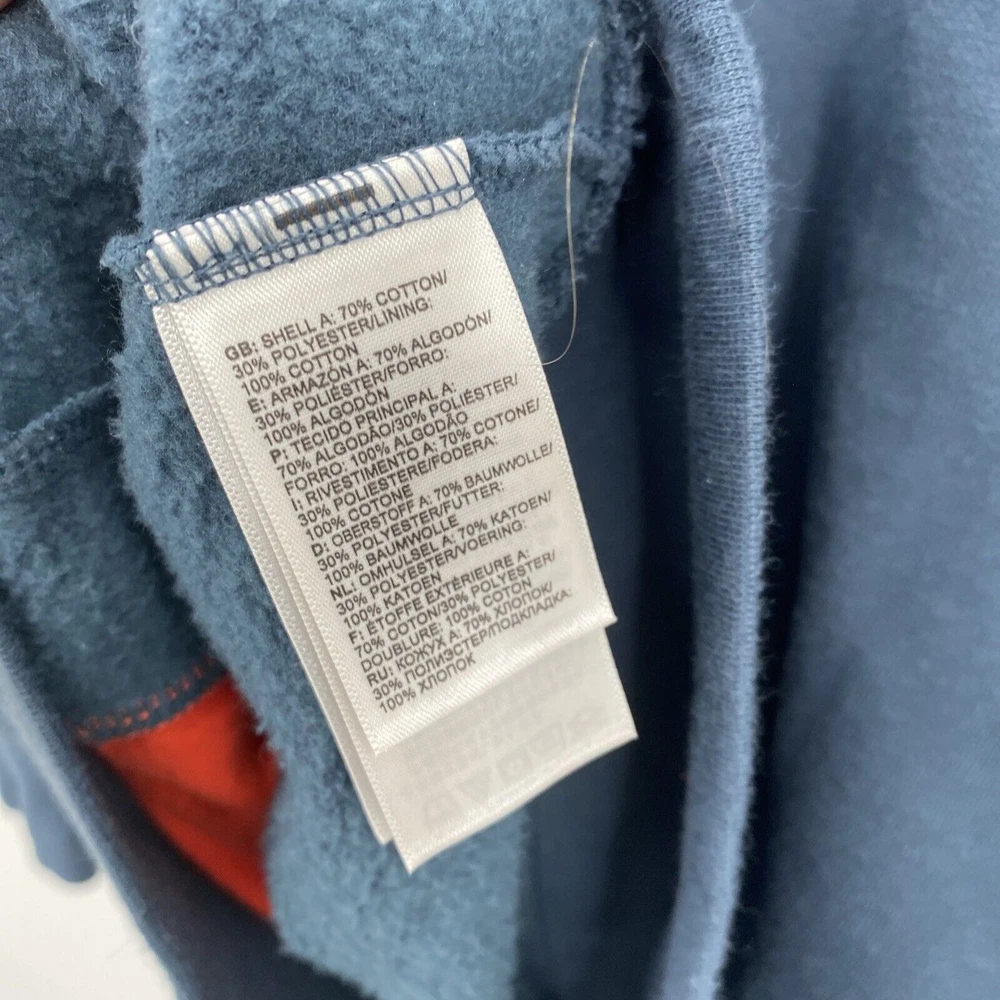 GB: SHELL A: 70% COTTON/
30% POLYESTER/LINING:
100% COTTON
E: ARMAZÓN A: 70% ALGODÓN/
30% POLIÉSTER/FORRO:
100% ALGODÓN
P: TECIDO PRINCIPAL A:
70% ALGODÃO/30% POLIÉSTER/
FORRO: 100% ALGODÃO
I: RIVESTIMENTO A: 70% COTONE/
30% POLIESTERE/FODERA:
100% COTONE
D: OBERSTOFF A: 70% BAUMWOLLE/
30% POLYESTER/FUTTER:
100% BAUMWOLLE
NL: OMHULSEL A: 70% KATOEN/
30% POLYESTER/VOERING:
100% KATOEN
F: ÉTOFFE EXTÉRIEURE A:
70% COTON/30% POLYESTER/
DOUBLURE: 100% COTON
RU: КОЖУХ A: 70% ХЛОПОК/
30% ПОЛИЭСТЕР/ПОДКЛАДКА:
100% ХЛОПОК